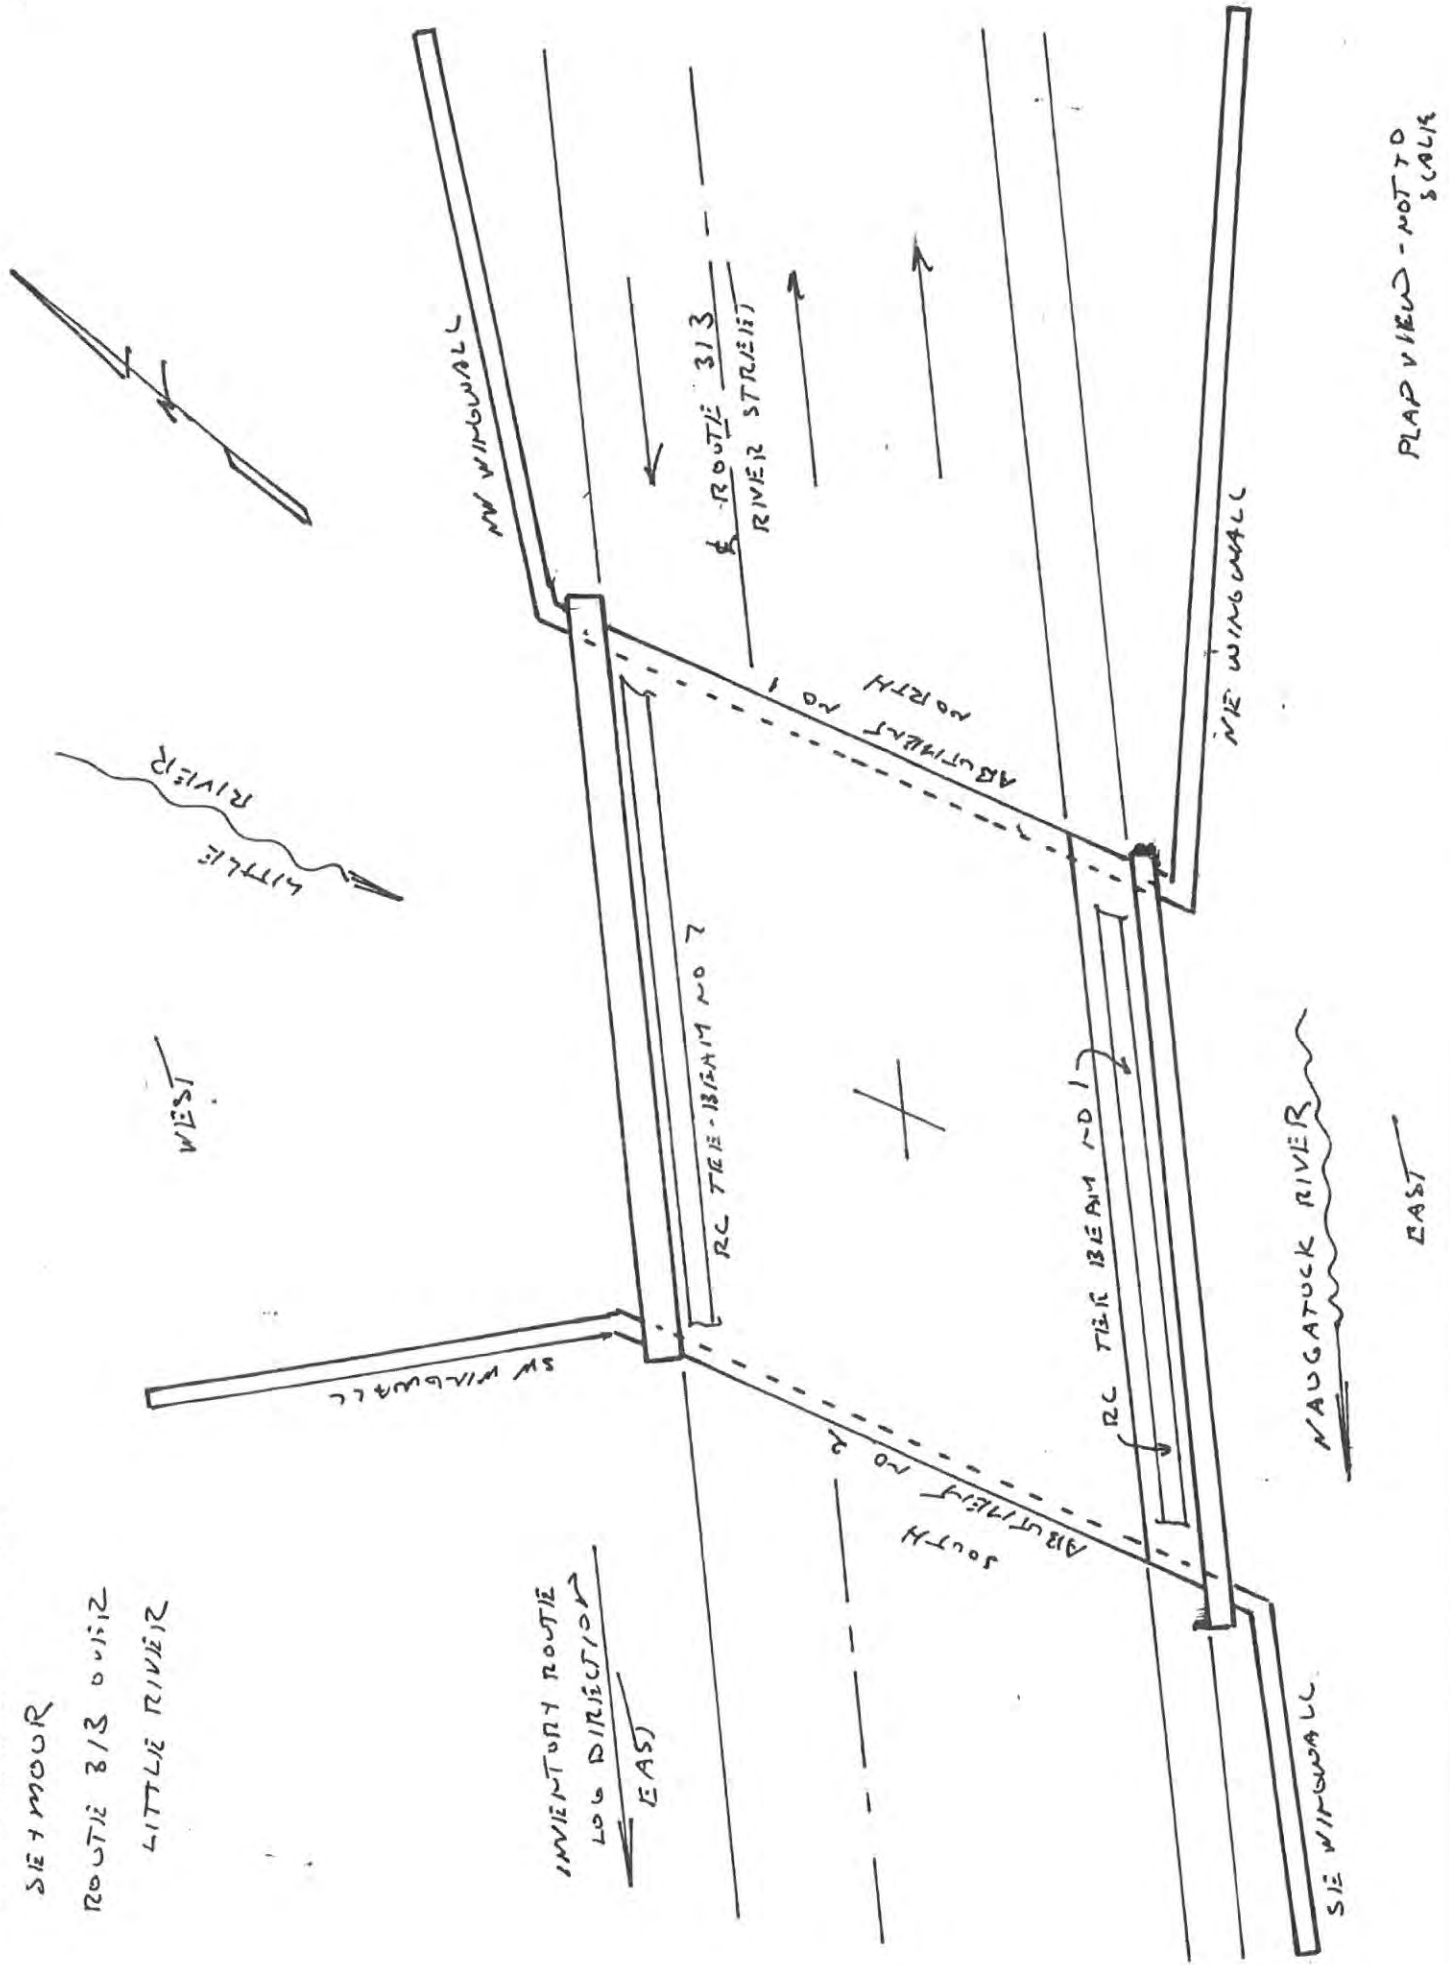 SEYMOUR
ROUTE 313 OVER
LITTLE RIVER
WEST
LITTLE
RIVER
N
SW WINGWALL
NW WINGWALL
INVENTORY ROUTE
LOG DIRECTION
EAST
RC TEE-BEAM NO 7
℄ ROUTE 313
RIVER STREET
SOUTH
ABUTMENT NO 2
ABUTMENT NO 1
NORTH
RC TEE BEAM NO 1
SE WINGWALL
NE WINGWALL
NAUGATUCK RIVER
EAST
PLAN VIEW - NOT TO
SCALE